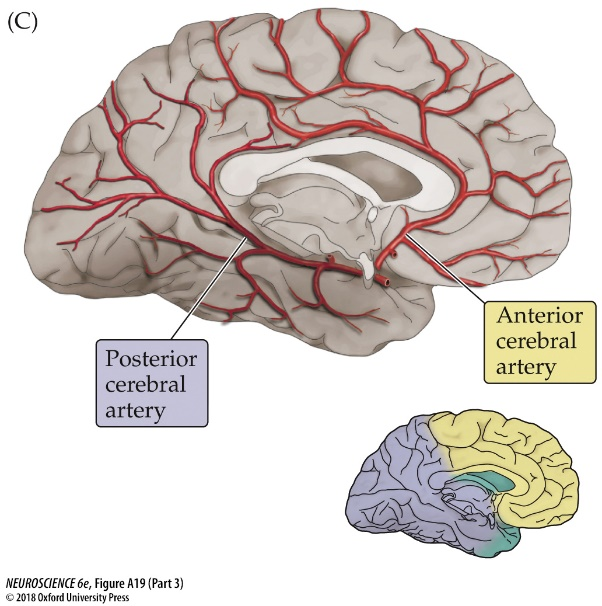 (C)
Posterior
cerebral
artery
Anterior
cerebral
artery
NEUROSCIENCE 6e, Figure A19 (Part 3)
© 2018 Oxford University Press